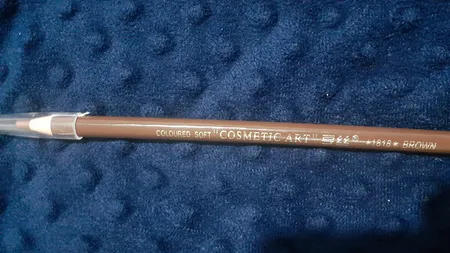 COLOURED SOFT "COSMETIC ART" ★1818★ BROWN